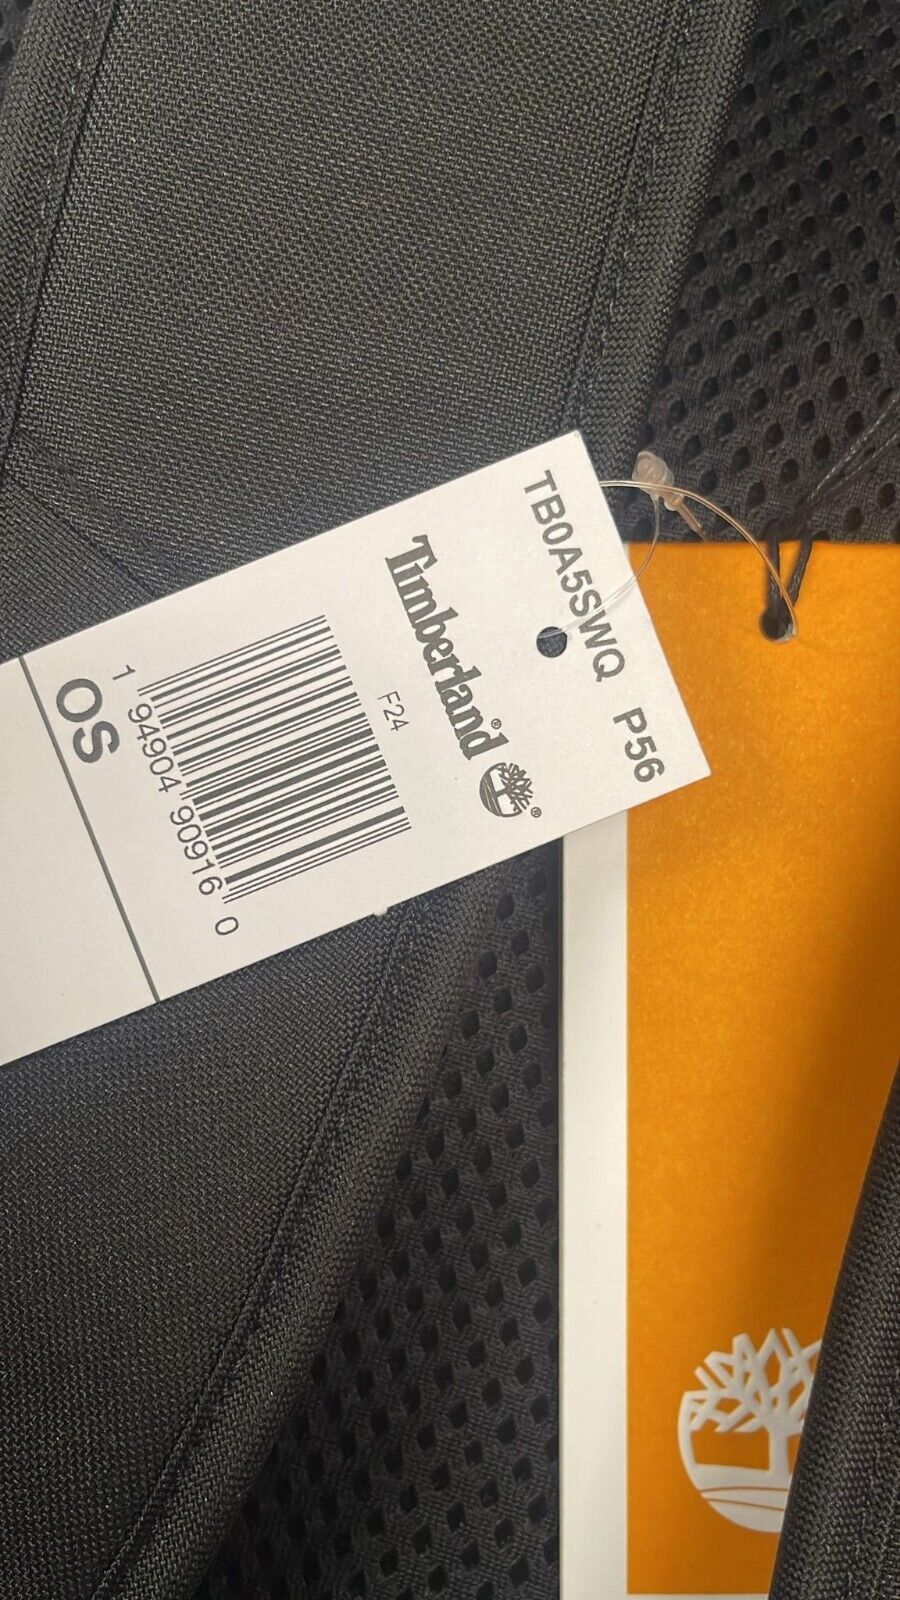 TB0A5SWQ P56
Timberland®
F24
1 94904 90916 0
OS